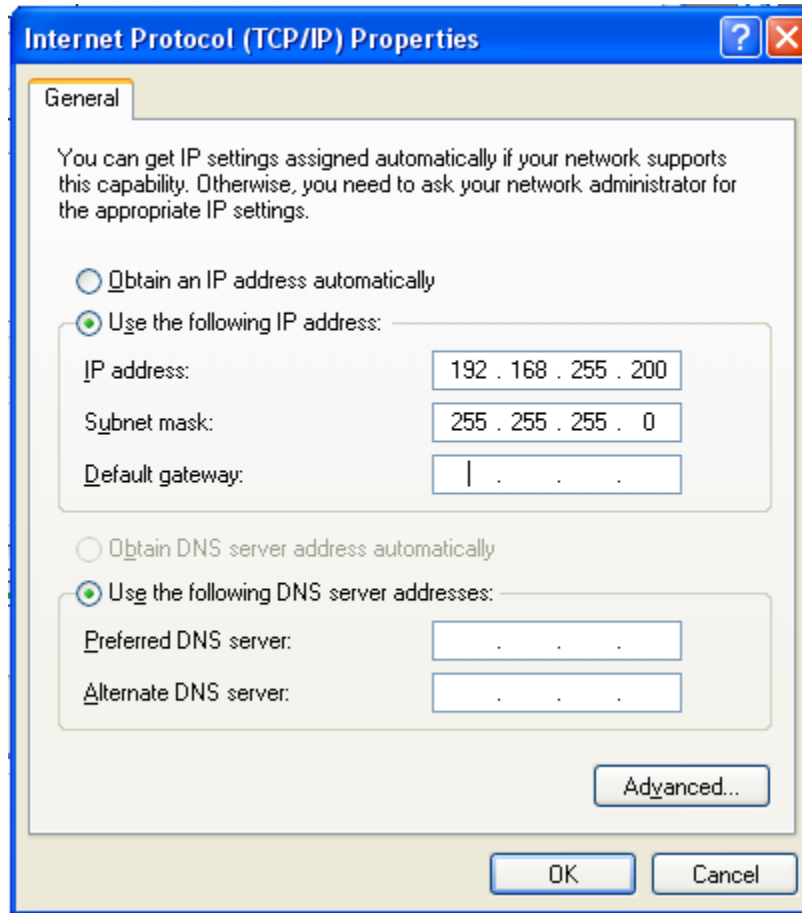 Internet Protocol (TCP/IP) Properties
General
You can get IP settings assigned automatically if your network supports
this capability. Otherwise, you need to ask your network administrator for
the appropriate IP settings.
Obtain an IP address automatically
Use the following IP address:
IP address: 192 . 168 . 255 . 200
Subnet mask: 255 . 255 . 255 . 0
Default gateway: . . .
Obtain DNS server address automatically
Use the following DNS server addresses:
Preferred DNS server: . . .
Alternate DNS server: . . .
Advanced...
OK Cancel